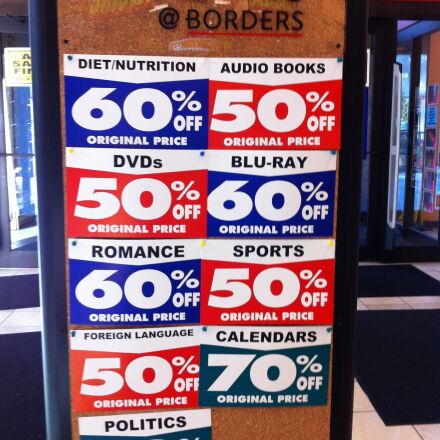 @ BORDERS
DIET/NUTRITION
60% OFF
ORIGINAL PRICE
AUDIO BOOKS
50% OFF
ORIGINAL PRICE
DVDs
50% OFF
ORIGINAL PRICE
BLU-RAY
60% OFF
ORIGINAL PRICE
ROMANCE
60% OFF
ORIGINAL PRICE
SPORTS
50% OFF
ORIGINAL PRICE
FOREIGN LANGUAGE
50% OFF
ORIGINAL PRICE
CALENDARS
70% OFF
ORIGINAL PRICE
POLITICS